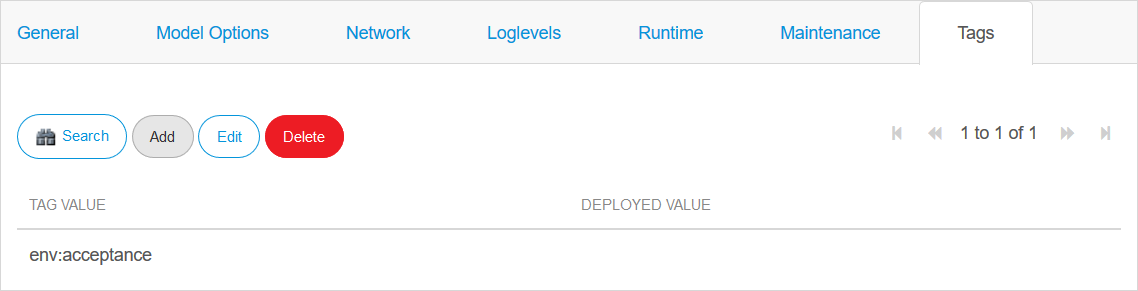 General Model Options Network Loglevels Runtime Maintenance Tags
Search Add Edit Delete 1 to 1 of 1
TAG VALUE DEPLOYED VALUE
env:acceptance